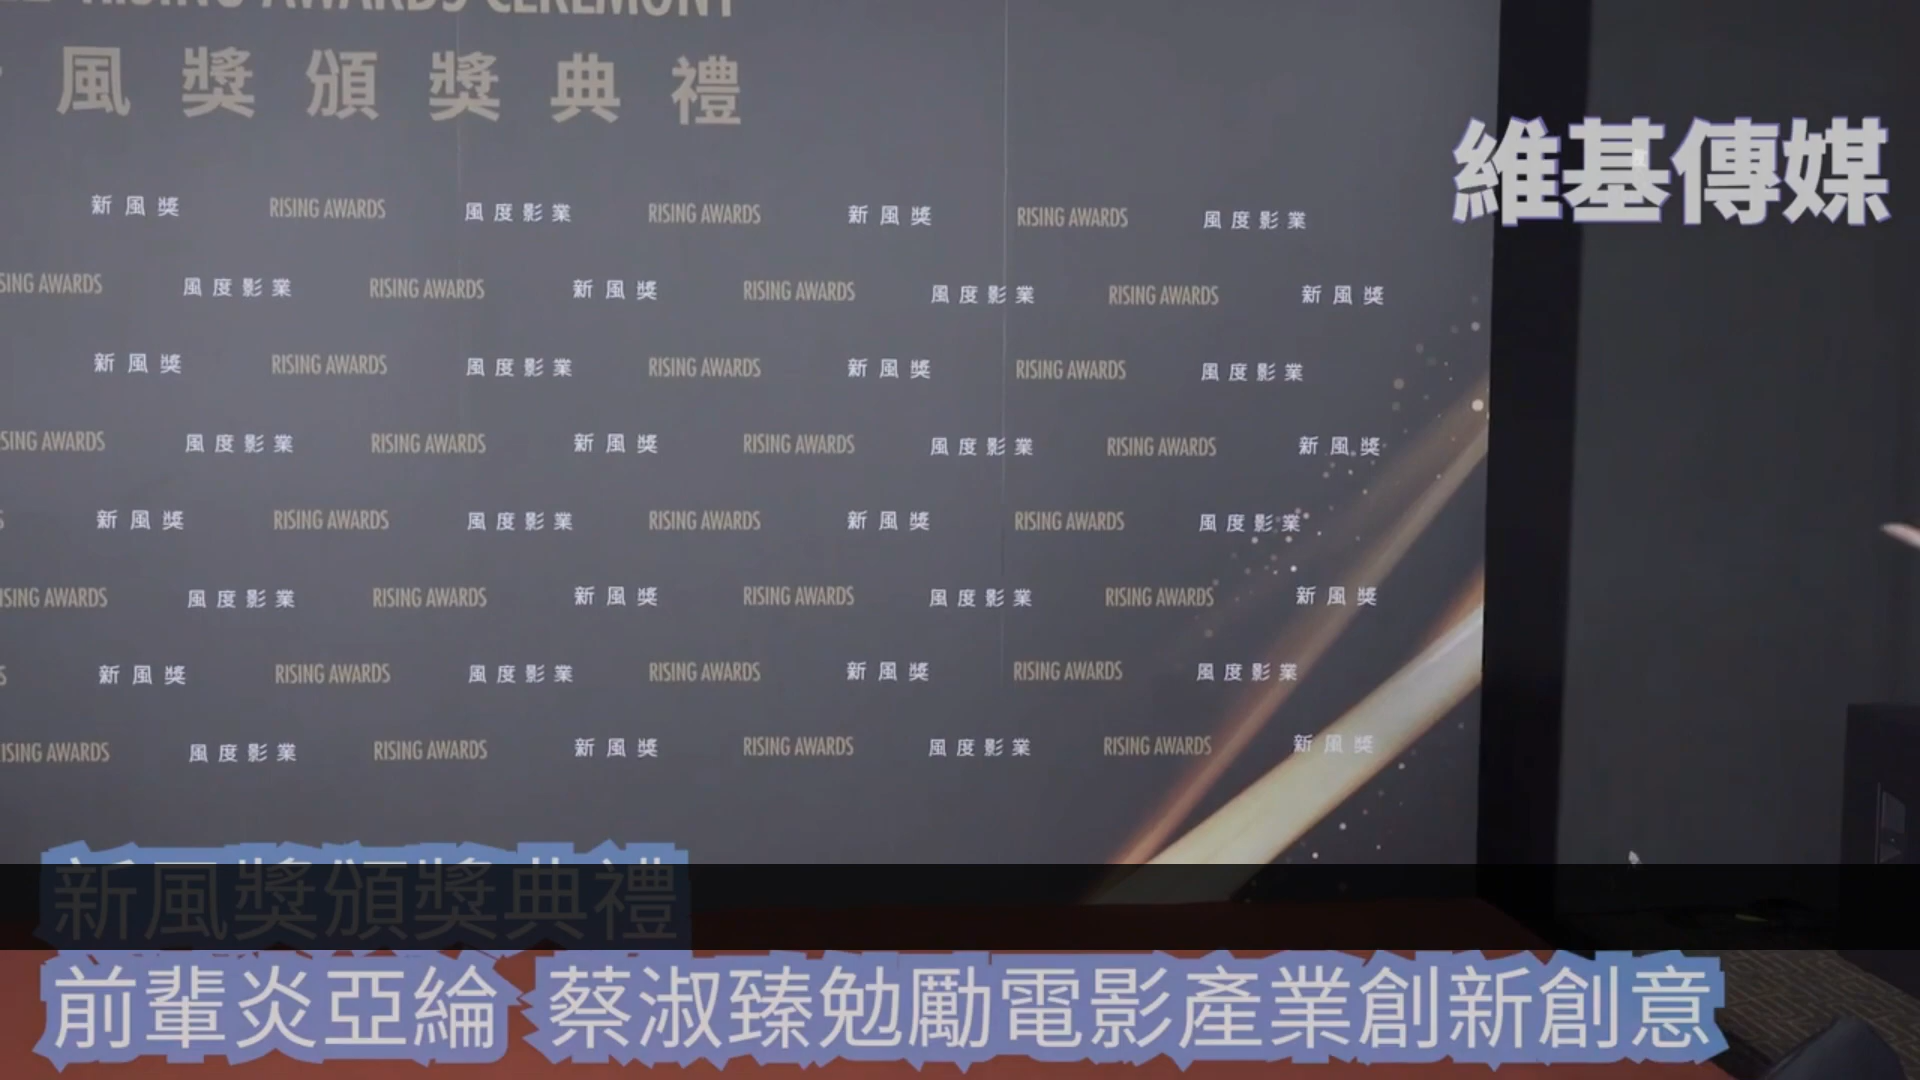 RISING AWARDS CEREMONY
風獎頒獎典禮
維基傳媒
新風獎 RISING AWARDS 風度影業 RISING AWARDS 新風獎 RISING AWARDS 風度影業
SING AWARDS 風度影業 RISING AWARDS 新風獎 RISING AWARDS 風度影業 RISING AWARDS 新風獎
新風獎 RISING AWARDS 風度影業 RISING AWARDS 新風獎 RISING AWARDS 風度影業
SING AWARDS 風度影業 RISING AWARDS 新風獎 RISING AWARDS 風度影業 RISING AWARDS 新風獎
S 新風獎 RISING AWARDS 風度影業 RISING AWARDS 新風獎 RISING AWARDS 風度影業
ISING AWARDS 風度影業 RISING AWARDS 新風獎 RISING AWARDS 風度影業 RISING AWARDS 新風獎
S 新風獎 RISING AWARDS 風度影業 RISING AWARDS 新風獎 RISING AWARDS 風度影業
ISING AWARDS 風度影業 RISING AWARDS 新風獎 RISING AWARDS 風度影業 RISING AWARDS 新風獎
新風獎頒獎典禮
前輩炎亞綸 蔡淑臻勉勵電影產業創新創意